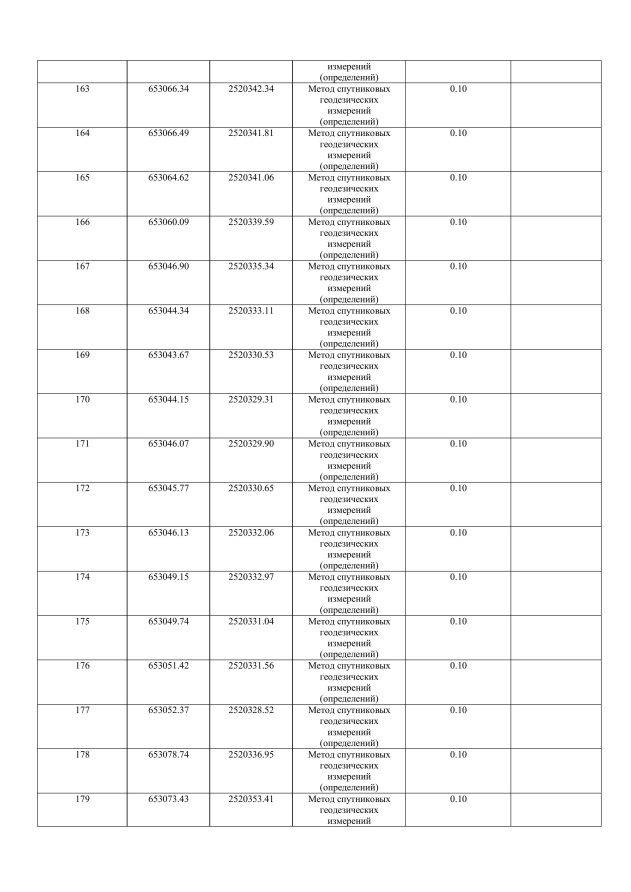 измерений
(определений)
163 653066.34 2520342.34 Метод спутниковых 0.10
геодезических
измерений
(определений)
164 653066.49 2520341.81 Метод спутниковых 0.10
геодезических
измерений
(определений)
165 653064.62 2520341.06 Метод спутниковых 0.10
геодезических
измерений
(определений)
166 653060.09 2520339.59 Метод спутниковых 0.10
геодезических
измерений
(определений)
167 653046.90 2520335.34 Метод спутниковых 0.10
геодезических
измерений
(определений)
168 653044.34 2520333.11 Метод спутниковых 0.10
геодезических
измерений
(определений)
169 653043.67 2520330.53 Метод спутниковых 0.10
геодезических
измерений
(определений)
170 653044.15 2520329.31 Метод спутниковых 0.10
геодезических
измерений
(определений)
171 653046.07 2520329.90 Метод спутниковых 0.10
геодезических
измерений
(определений)
172 653045.77 2520330.65 Метод спутниковых 0.10
геодезических
измерений
(определений)
173 653046.13 2520332.06 Метод спутниковых 0.10
геодезических
измерений
(определений)
174 653049.15 2520332.97 Метод спутниковых 0.10
геодезических
измерений
(определений)
175 653049.74 2520331.04 Метод спутниковых 0.10
геодезических
измерений
(определений)
176 653051.42 2520331.56 Метод спутниковых 0.10
геодезических
измерений
(определений)
177 653052.37 2520328.52 Метод спутниковых 0.10
геодезических
измерений
(определений)
178 653078.74 2520336.95 Метод спутниковых 0.10
геодезических
измерений
(определений)
179 653073.43 2520353.41 Метод спутниковых 0.10
геодезических
измерений